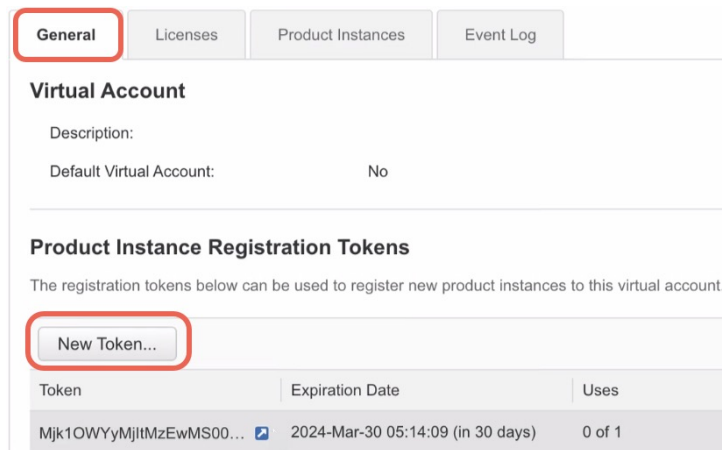 General Licenses Product Instances Event Log
Virtual Account
Description:
Default Virtual Account: No
Product Instance Registration Tokens
The registration tokens below can be used to register new product instances to this virtual account
New Token...
Token Expiration Date Uses
Mjk1OWYyMjItMzEwMS00... 2024-Mar-30 05:14:09 (in 30 days) 0 of 1